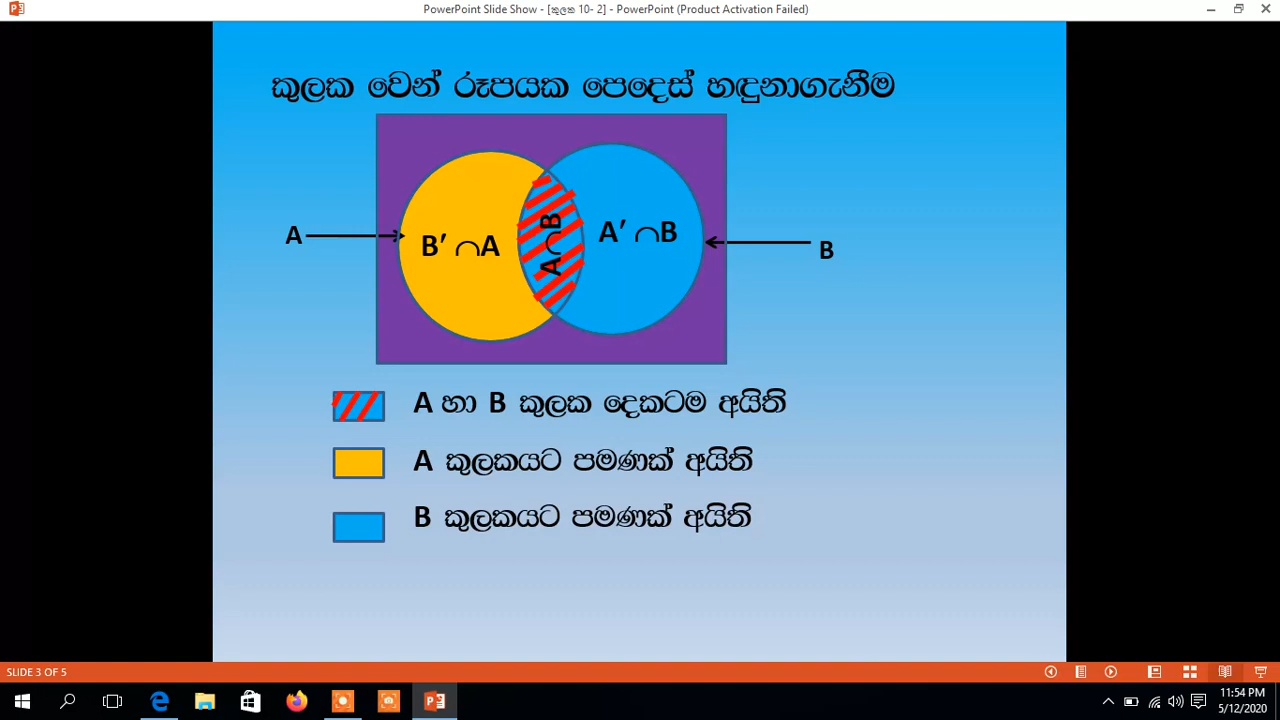 PowerPoint Slide Show - [කුලක 10- 2] - PowerPoint (Product Activation Failed)
කුලක වෙන් රූපයක පෙදෙස් හඳුනාගැනීම
A
B′ ∩A
A∩B
A′ ∩B
B
A හා B කුලක දෙකටම අයිති
A කුලකයට පමණක් අයිති
B කුලකයට පමණක් අයිති
SLIDE 3 OF 5
11:54 PM
5/12/2020